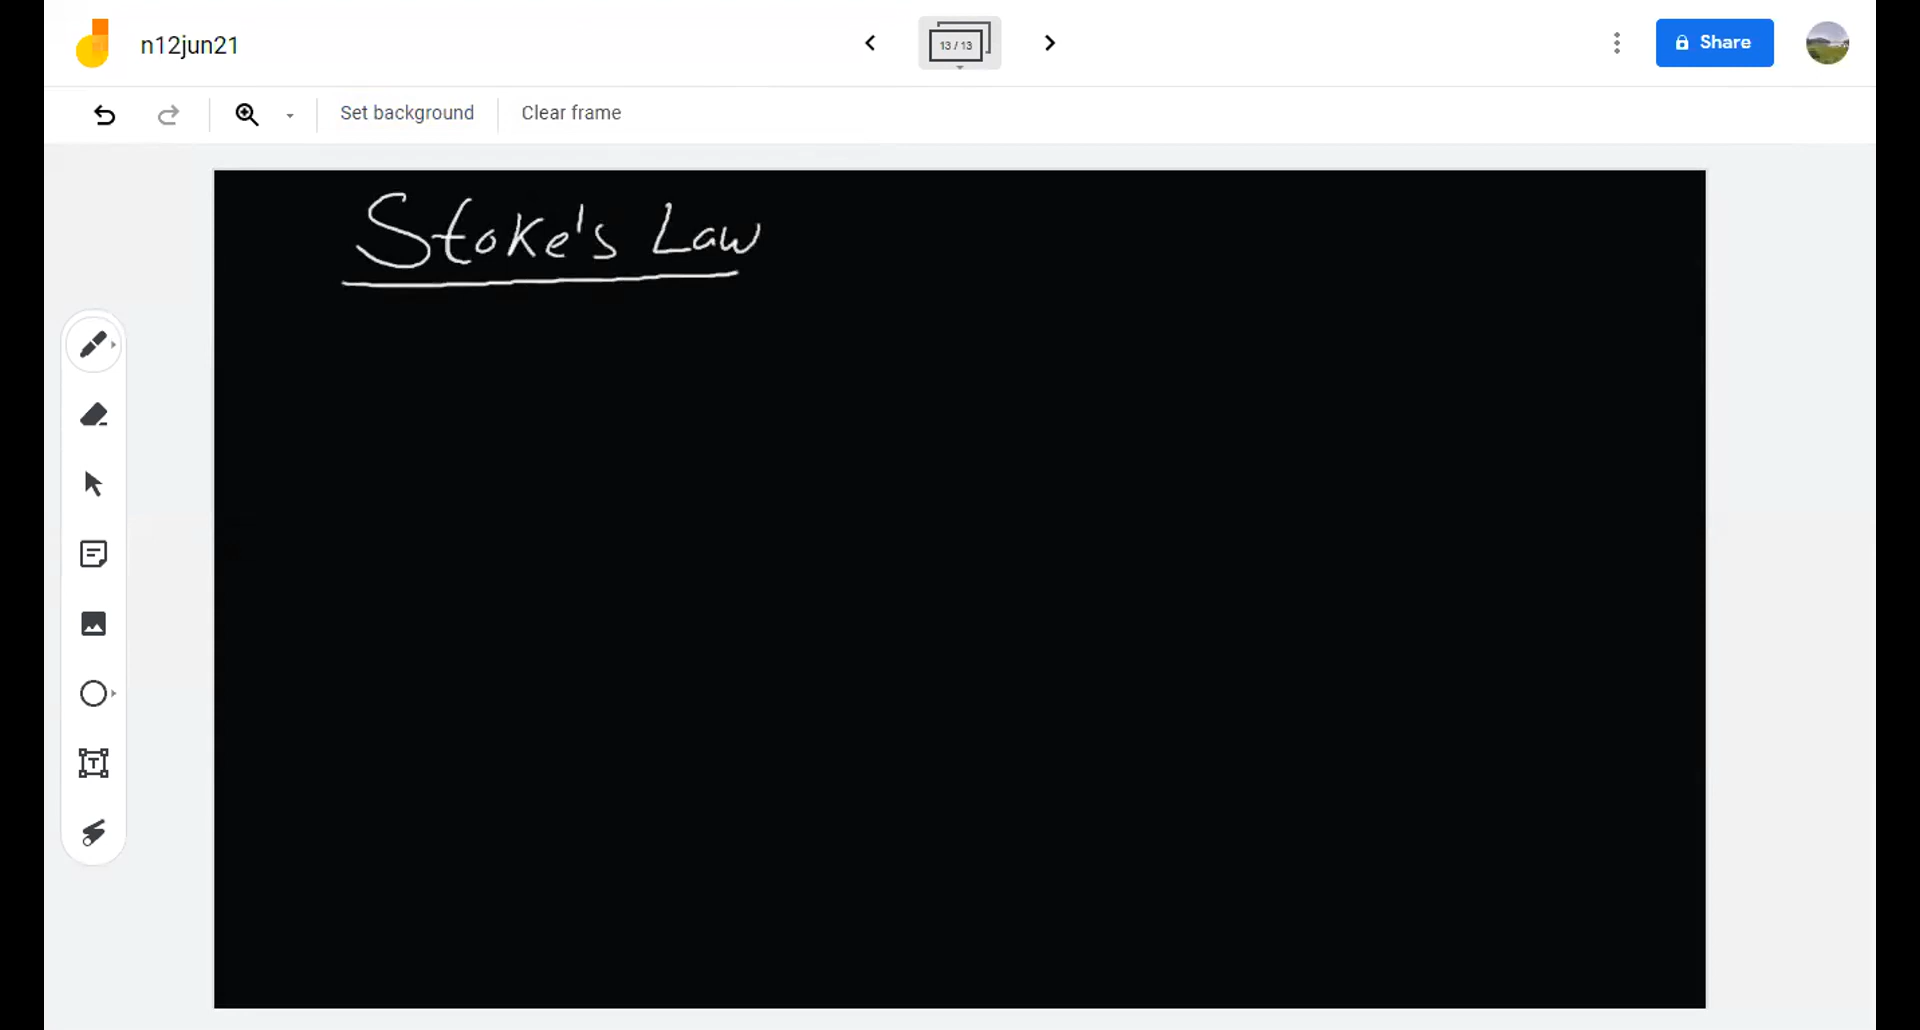 n12jun21
13 / 13
Share
Set background
Clear frame
Stoke's Law